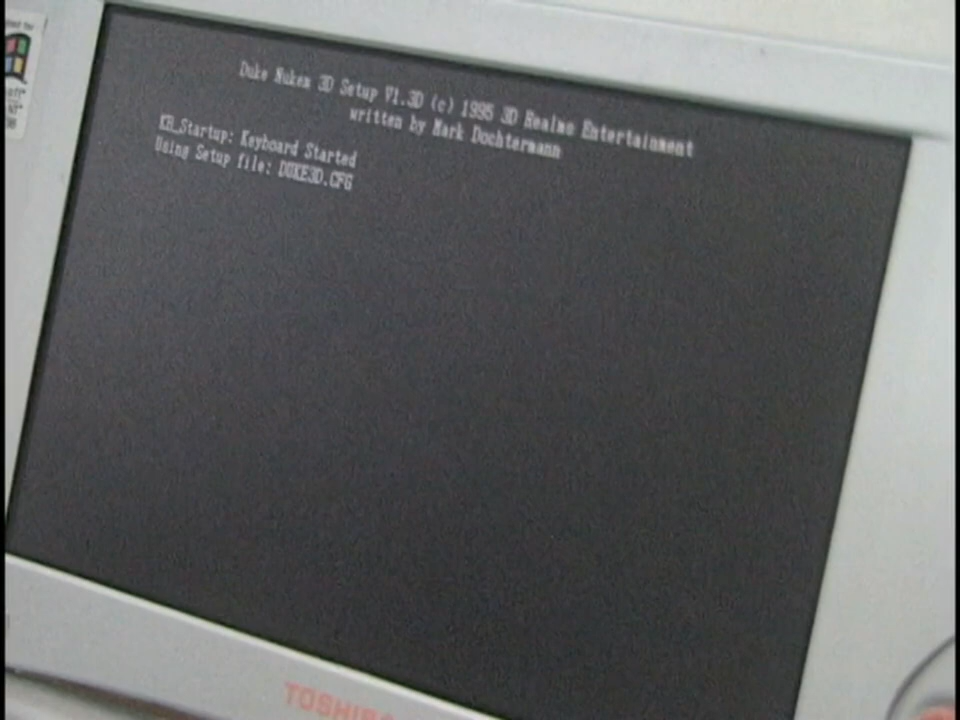 Duke Nukem 3D Setup V1.3D (c) 1995 3D Realms Entertainment
written by Mark Dochtermann
KB_Startup: Keyboard Started
Using Setup file: DUKE3D.CFG
TOSHIBA